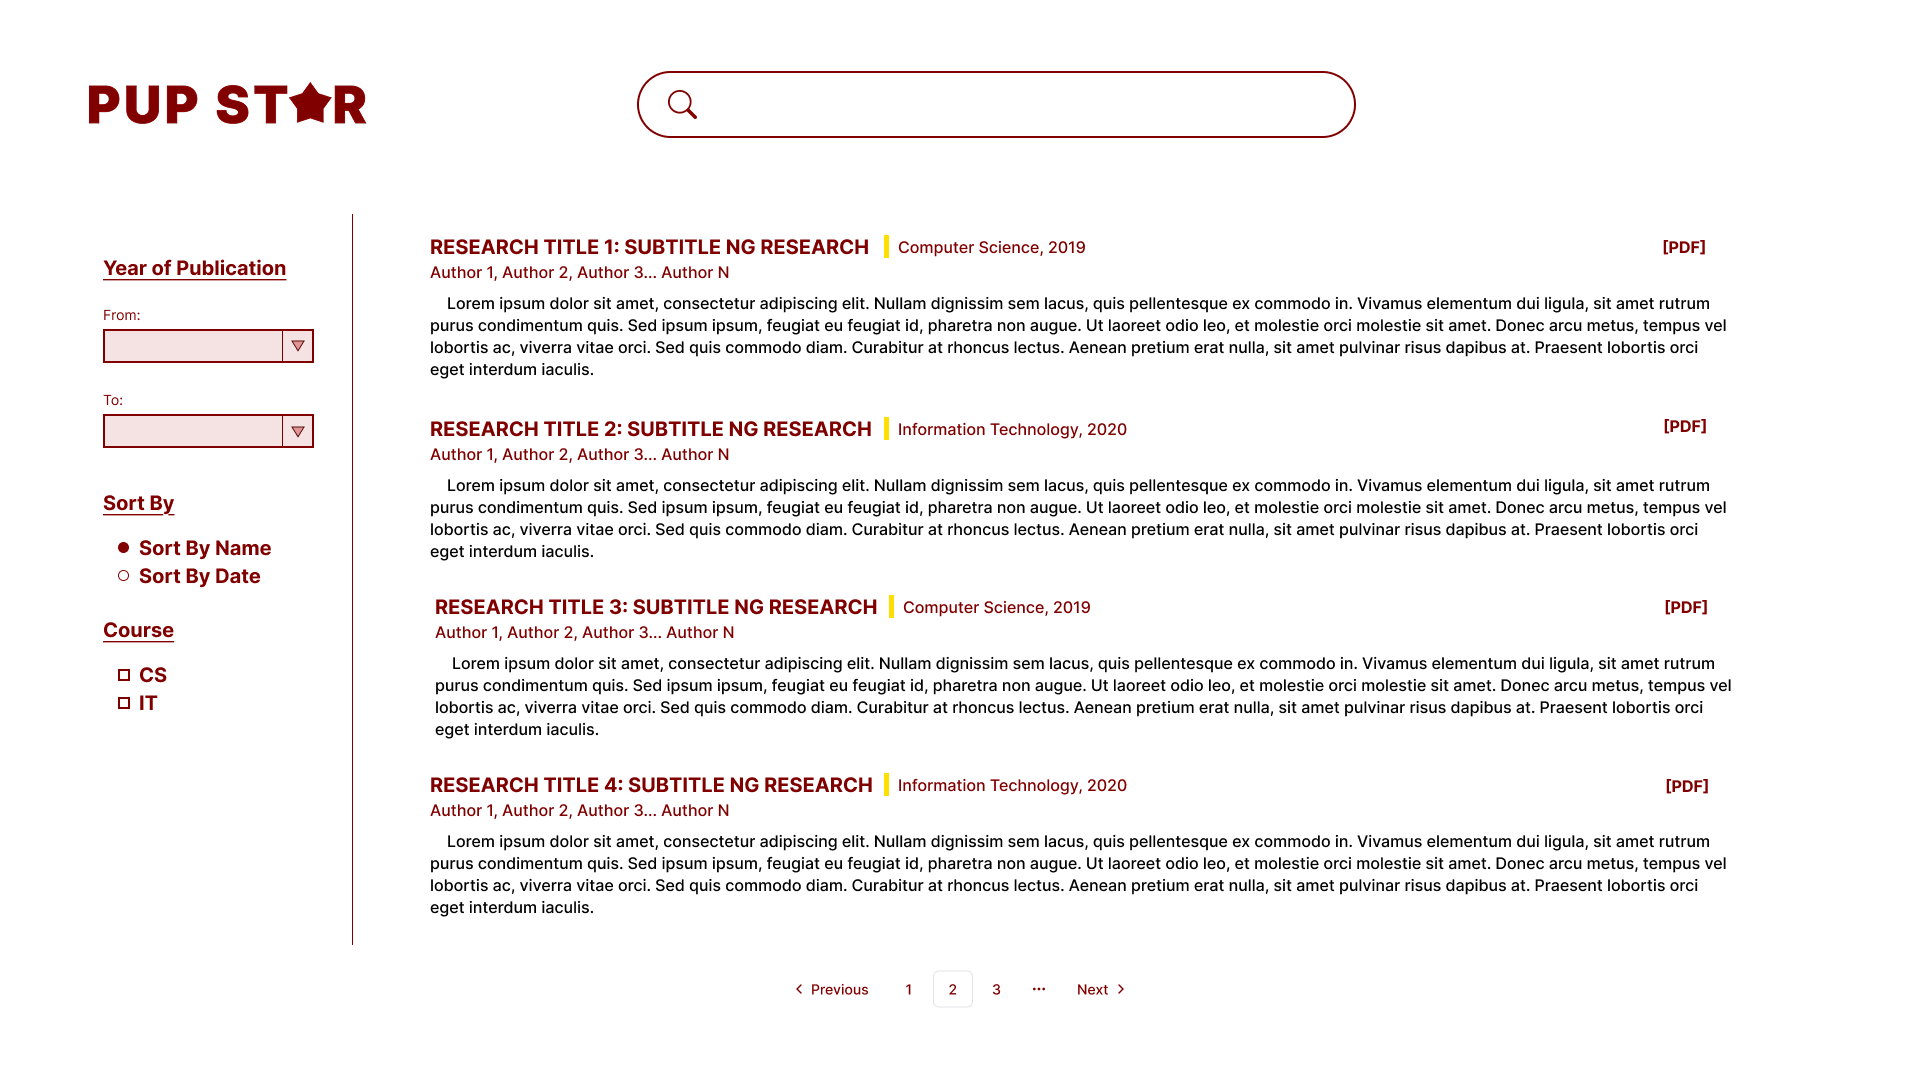 PUP STAR
Year of Publication
From:
To:
Sort By
Sort By Name
Sort By Date
Course
CS
IT
RESEARCH TITLE 1: SUBTITLE NG RESEARCH Computer Science, 2019 [PDF]
Author 1, Author 2, Author 3... Author N
Lorem ipsum dolor sit amet, consectetur adipiscing elit. Nullam dignissim sem lacus, quis pellentesque ex commodo in. Vivamus elementum dui ligula, sit amet rutrum
purus condimentum quis. Sed ipsum ipsum, feugiat eu feugiat id, pharetra non augue. Ut laoreet odio leo, et molestie orci molestie sit amet. Donec arcu metus, tempus vel
lobortis ac, viverra vitae orci. Sed quis commodo diam. Curabitur at rhoncus lectus. Aenean pretium erat nulla, sit amet pulvinar risus dapibus at. Praesent lobortis orci
eget interdum iaculis.
RESEARCH TITLE 2: SUBTITLE NG RESEARCH Information Technology, 2020 [PDF]
Author 1, Author 2, Author 3... Author N
Lorem ipsum dolor sit amet, consectetur adipiscing elit. Nullam dignissim sem lacus, quis pellentesque ex commodo in. Vivamus elementum dui ligula, sit amet rutrum
purus condimentum quis. Sed ipsum ipsum, feugiat eu feugiat id, pharetra non augue. Ut laoreet odio leo, et molestie orci molestie sit amet. Donec arcu metus, tempus vel
lobortis ac, viverra vitae orci. Sed quis commodo diam. Curabitur at rhoncus lectus. Aenean pretium erat nulla, sit amet pulvinar risus dapibus at. Praesent lobortis orci
eget interdum iaculis.
RESEARCH TITLE 3: SUBTITLE NG RESEARCH Computer Science, 2019 [PDF]
Author 1, Author 2, Author 3... Author N
Lorem ipsum dolor sit amet, consectetur adipiscing elit. Nullam dignissim sem lacus, quis pellentesque ex commodo in. Vivamus elementum dui ligula, sit amet rutrum
purus condimentum quis. Sed ipsum ipsum, feugiat eu feugiat id, pharetra non augue. Ut laoreet odio leo, et molestie orci molestie sit amet. Donec arcu metus, tempus vel
lobortis ac, viverra vitae orci. Sed quis commodo diam. Curabitur at rhoncus lectus. Aenean pretium erat nulla, sit amet pulvinar risus dapibus at. Praesent lobortis orci
eget interdum iaculis.
RESEARCH TITLE 4: SUBTITLE NG RESEARCH Information Technology, 2020 [PDF]
Author 1, Author 2, Author 3... Author N
Lorem ipsum dolor sit amet, consectetur adipiscing elit. Nullam dignissim sem lacus, quis pellentesque ex commodo in. Vivamus elementum dui ligula, sit amet rutrum
purus condimentum quis. Sed ipsum ipsum, feugiat eu feugiat id, pharetra non augue. Ut laoreet odio leo, et molestie orci molestie sit amet. Donec arcu metus, tempus vel
lobortis ac, viverra vitae orci. Sed quis commodo diam. Curabitur at rhoncus lectus. Aenean pretium erat nulla, sit amet pulvinar risus dapibus at. Praesent lobortis orci
eget interdum iaculis.
Previous 1 2 3 ... Next